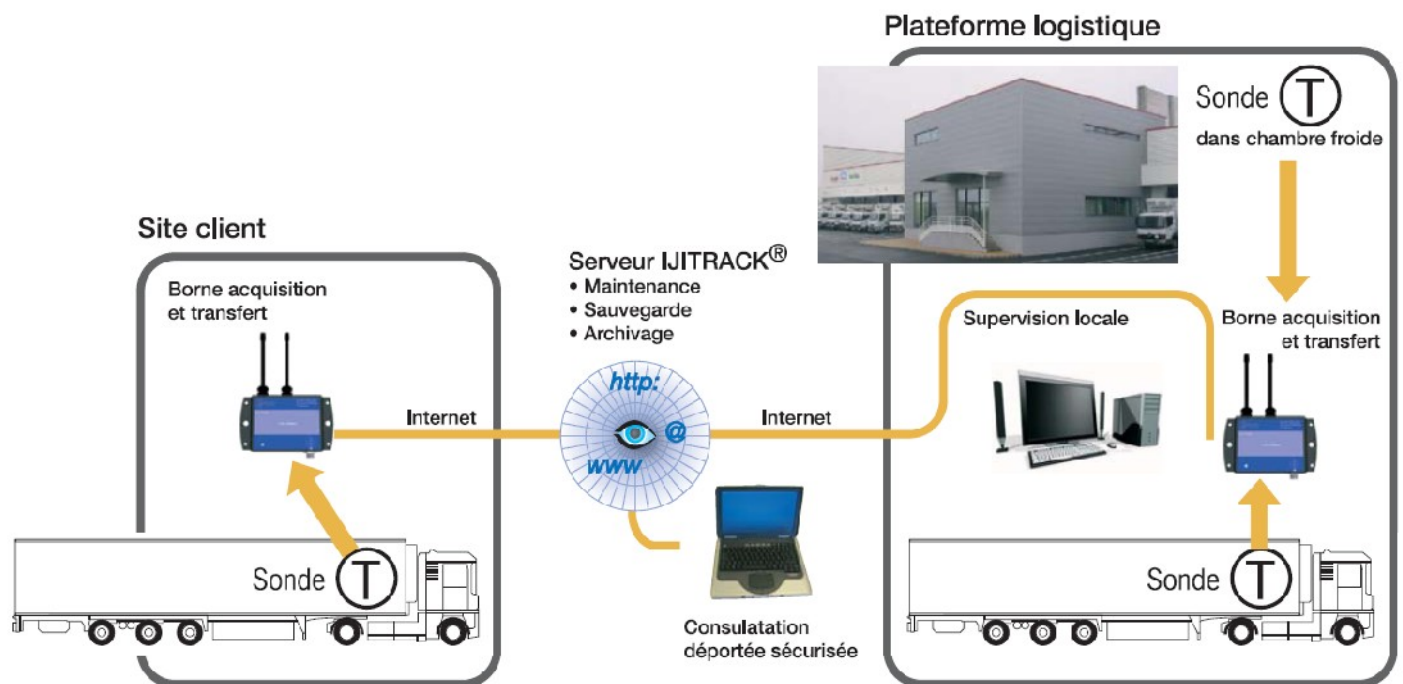 Plateforme logistique
Sonde T
dans chambre froide
Site client
Borne acquisition
et transfert
Serveur IJITRACK®
• Maintenance
• Sauvegarde
• Archivage
Supervision locale
Borne acquisition
et transfert
http:
@
www
Internet
Internet
Sonde T
Sonde T
Consulatation
déportée sécurisée